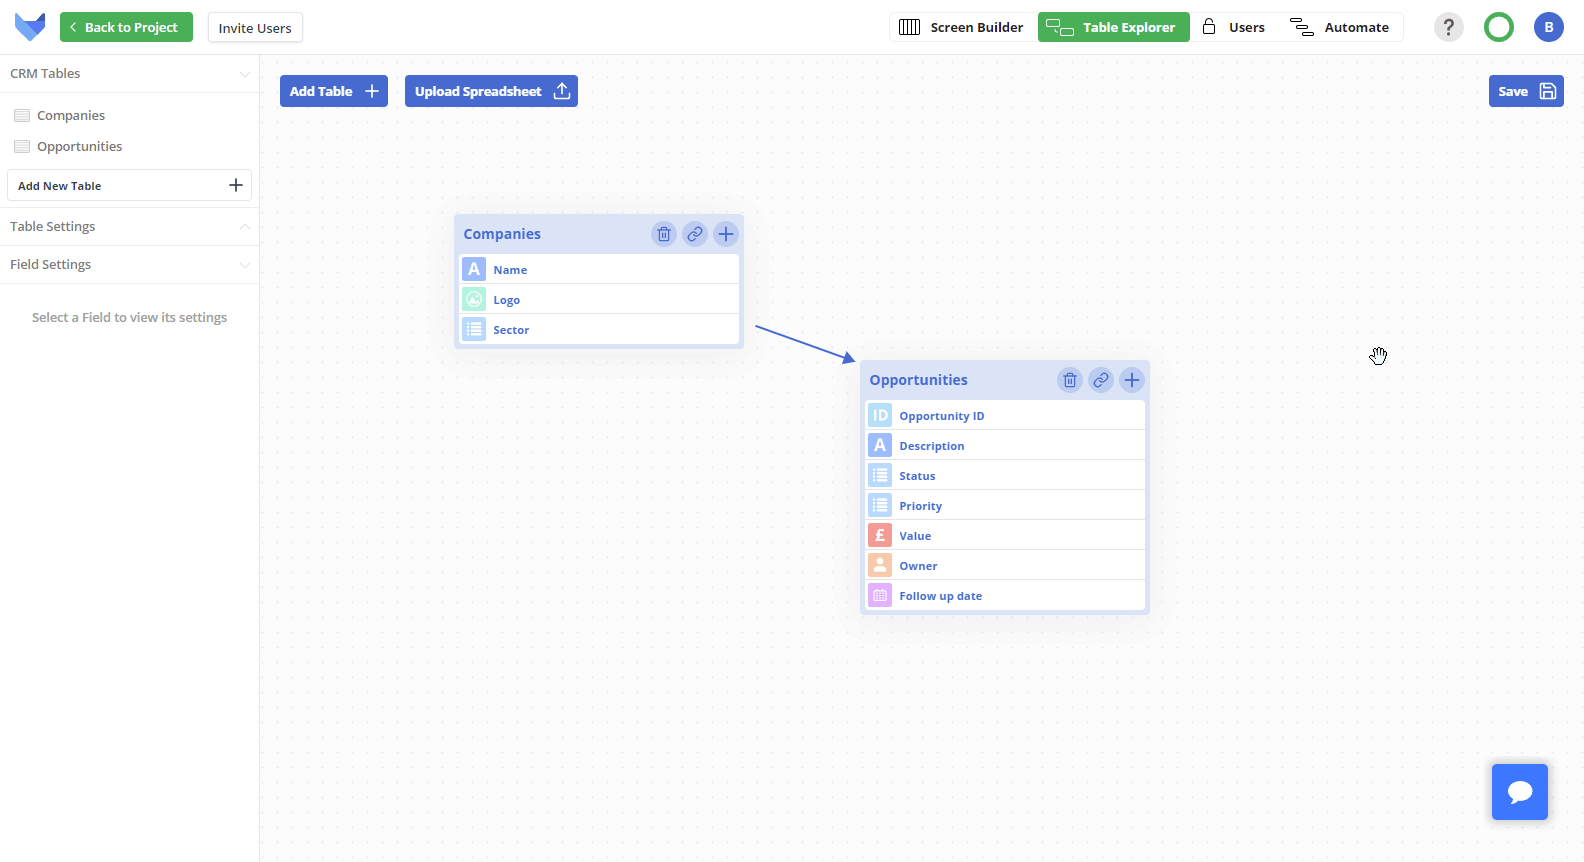 Back to Project
Invite Users
Screen Builder
Table Explorer
Users
Automate
?
B
CRM Tables
Companies
Opportunities
Add New Table
Table Settings
Field Settings
Select a Field to view its settings
Add Table
Upload Spreadsheet
Save
Companies
A Name
Logo
Sector
Opportunities
ID Opportunity ID
A Description
Status
Priority
£ Value
Owner
Follow up date